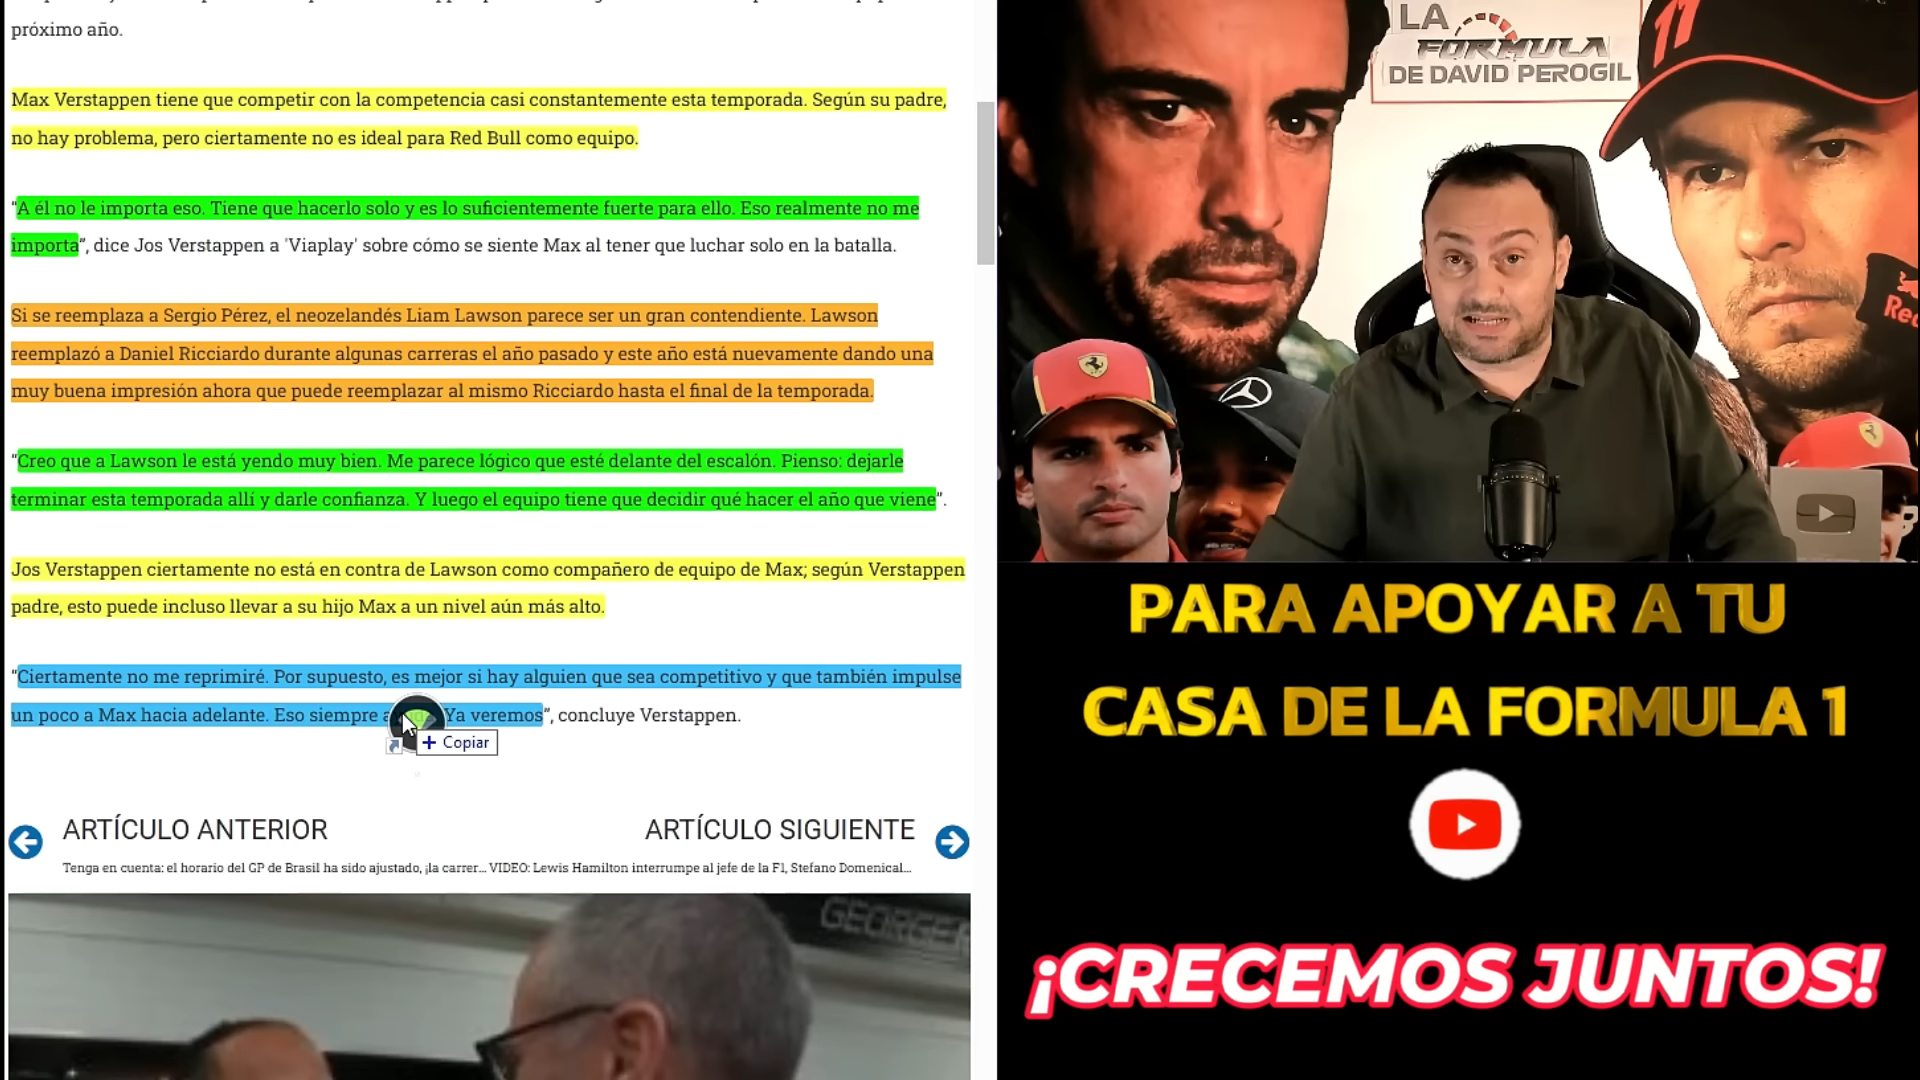 próximo año.
Max Verstappen tiene que competir con la competencia casi constantemente esta temporada. Según su padre,
no hay problema, pero ciertamente no es ideal para Red Bull como equipo.
“A él no le importa eso. Tiene que hacerlo solo y es lo suficientemente fuerte para ello. Eso realmente no me
importa”, dice Jos Verstappen a 'Viaplay' sobre cómo se siente Max al tener que luchar solo en la batalla.
Si se reemplaza a Sergio Pérez, el neozelandés Liam Lawson parece ser un gran contendiente. Lawson
reemplazó a Daniel Ricciardo durante algunas carreras el año pasado y este año está nuevamente dando una
muy buena impresión ahora que puede reemplazar al mismo Ricciardo hasta el final de la temporada.
“Creo que a Lawson le está yendo muy bien. Me parece lógico que esté delante del escalón. Pienso: dejarle
terminar esta temporada allí y darle confianza. Y luego el equipo tiene que decidir qué hacer el año que viene”.
Jos Verstappen ciertamente no está en contra de Lawson como compañero de equipo de Max; según Verstappen
padre, esto puede incluso llevar a su hijo Max a un nivel aún más alto.
“Ciertamente no me reprimiré. Por supuesto, es mejor si hay alguien que sea competitivo y que también impulse
un poco a Max hacia adelante. Eso siempre Ya veremos”, concluye Verstappen.
+ Copiar
ARTÍCULO ANTERIOR
Tenga en cuenta: el horario del GP de Brasil ha sido ajustado, ¡la carrer...
ARTÍCULO SIGUIENTE
VIDEO: Lewis Hamilton interrumpe al jefe de la F1, Stefano Domenical...
GEORGE
LA
FORMULA
DE DAVID PEROGIL
11
Red
PARA APOYAR A TU
CASA DE LA FORMULA 1
¡CRECEMOS JUNTOS!